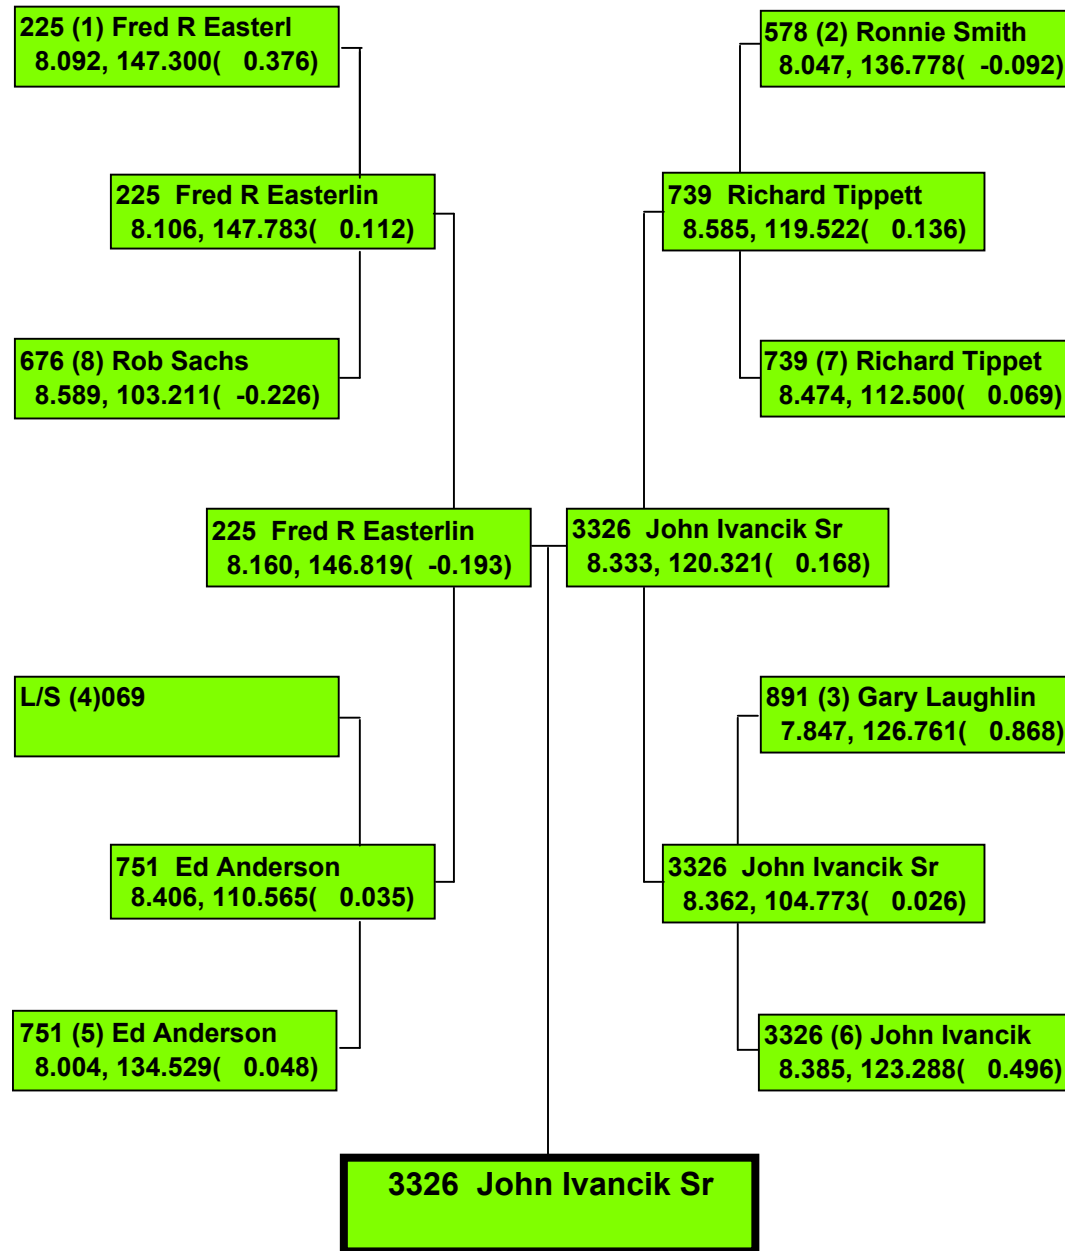 225 (1) Fred R Easterl
8.092, 147.300( 0.376)
578 (2) Ronnie Smith
8.047, 136.778( -0.092)
225 Fred R Easterlin
8.106, 147.783( 0.112)
739 Richard Tippett
8.585, 119.522( 0.136)
676 (8) Rob Sachs
8.589, 103.211( -0.226)
739 (7) Richard Tippet
8.474, 112.500( 0.069)
225 Fred R Easterlin
8.160, 146.819( -0.193)
3326 John Ivancik Sr
8.333, 120.321( 0.168)
L/S (4)069
891 (3) Gary Laughlin
7.847, 126.761( 0.868)
751 Ed Anderson
8.406, 110.565( 0.035)
3326 John Ivancik Sr
8.362, 104.773( 0.026)
751 (5) Ed Anderson
8.004, 134.529( 0.048)
3326 (6) John Ivancik
8.385, 123.288( 0.496)
3326 John Ivancik Sr